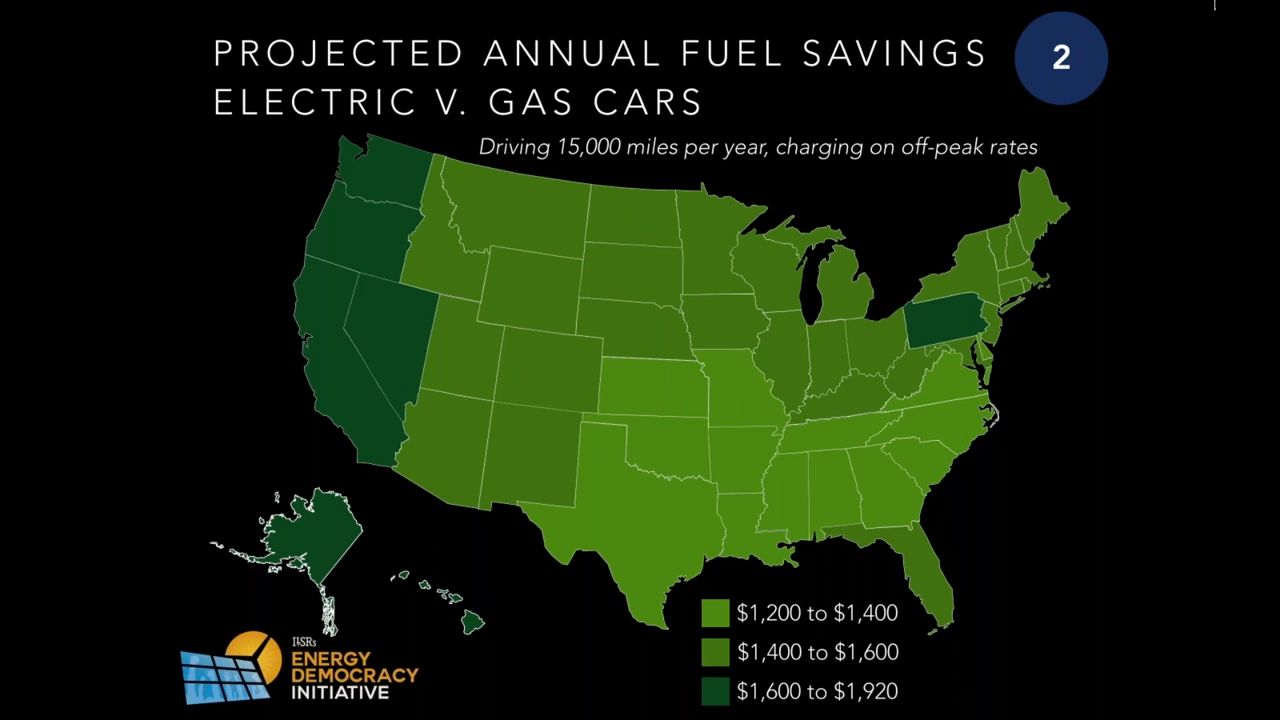 PROJECTED ANNUAL FUEL SAVINGS
ELECTRIC V. GAS CARS
2
Driving 15,000 miles per year, charging on off-peak rates
$1,200 to $1,400
$1,400 to $1,600
$1,600 to $1,920
ILSRs
ENERGY
DEMOCRACY
INITIATIVE